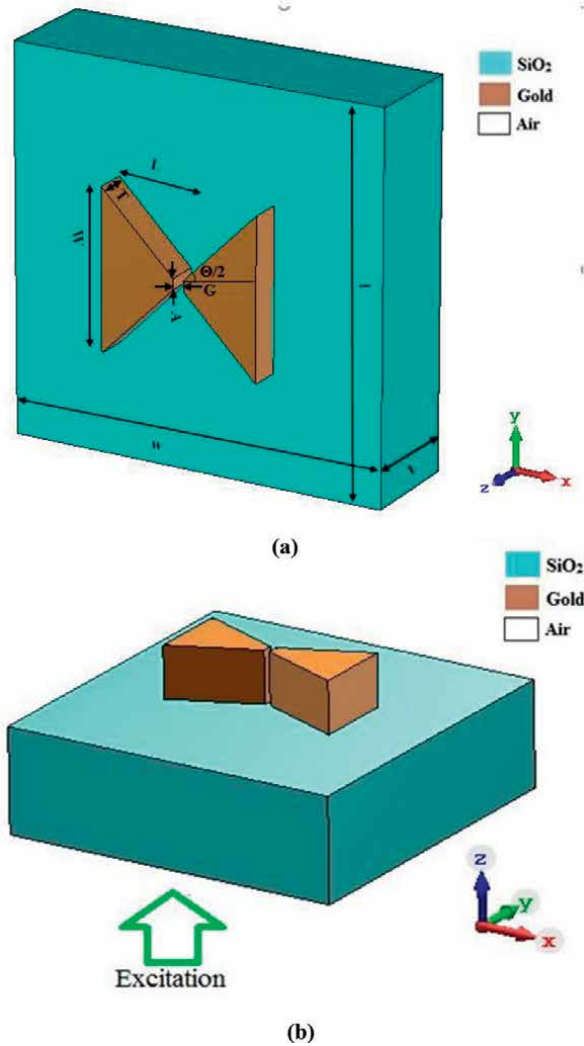 SiO₂
Gold
Air
L
T
W
Θ/2
G
A
l
w
t
y
x
z
(a)
SiO₂
Gold
Air
z
y
x
Excitation
(b)